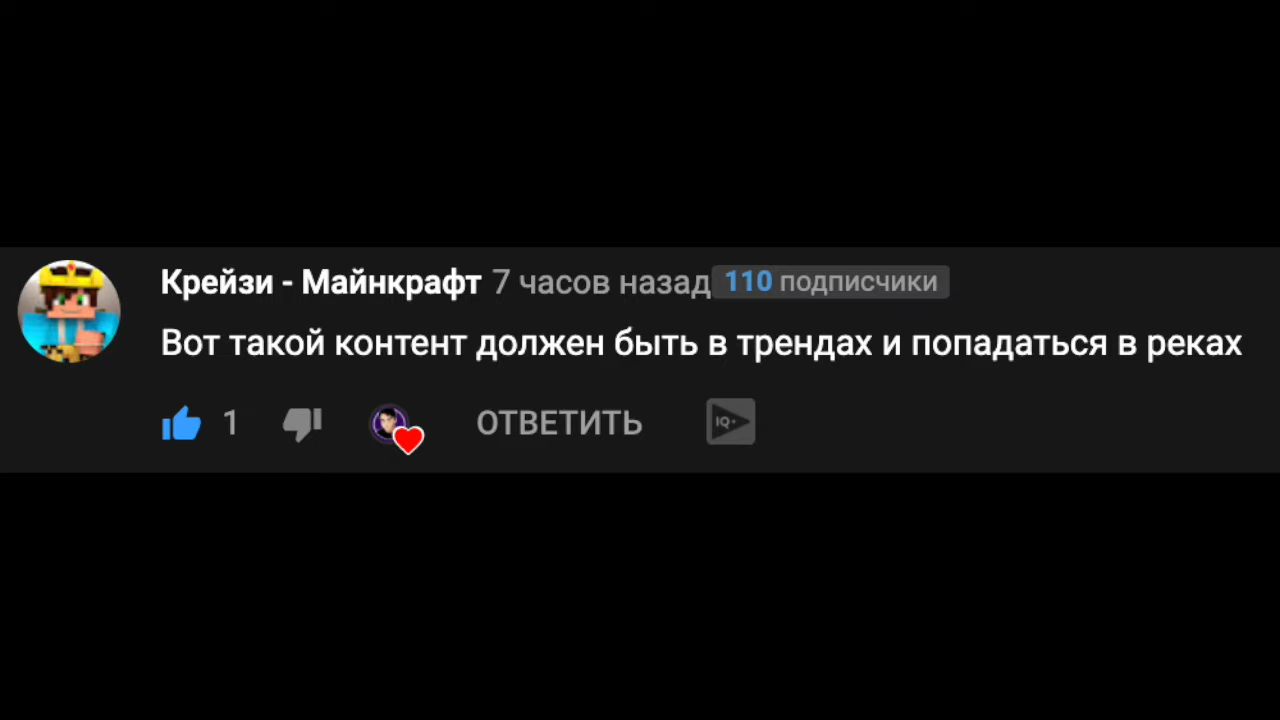 Крейзи - Майнкрафт 7 часов назад 110 подписчики
Вот такой контент должен быть в трендах и попадаться в реках
1 ОТВЕТИТЬ IQ